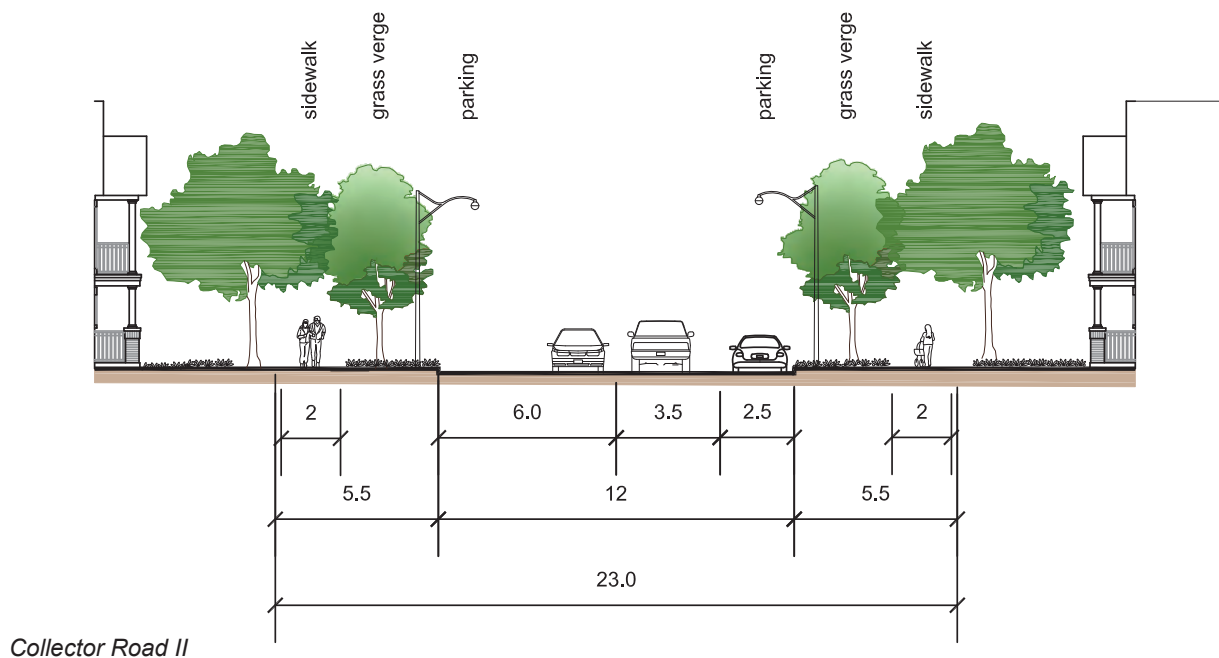 sidewalk
grass verge
parking
parking
grass verge
sidewalk
2
6.0
3.5
2.5
2
5.5
12
5.5
23.0
Collector Road II